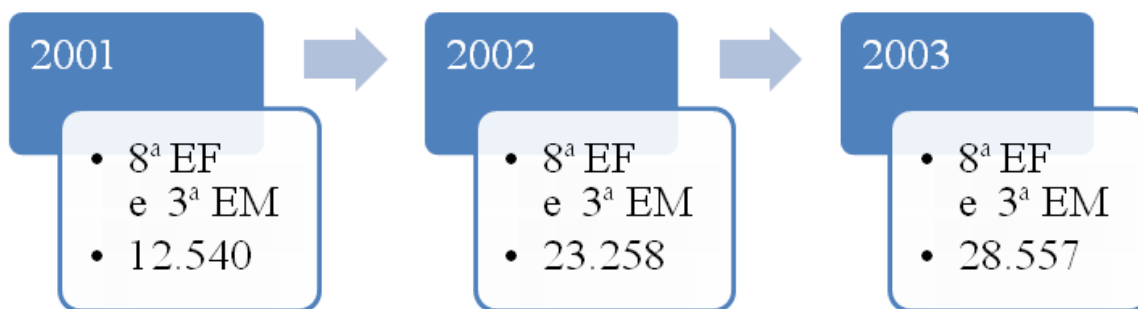 2001
• 8ª EF
e 3ª EM
• 12.540
2002
• 8ª EF
e 3ª EM
• 23.258
2003
• 8ª EF
e 3ª EM
• 28.557